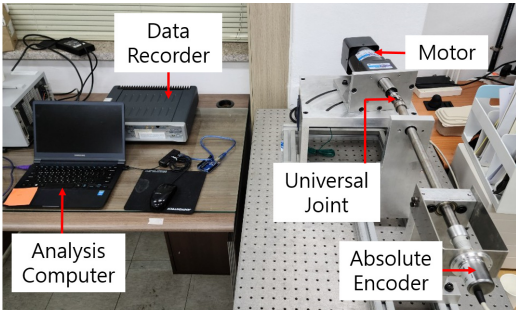 Data
Recorder
Motor
Universal
Joint
Analysis
Computer
Absolute
Encoder